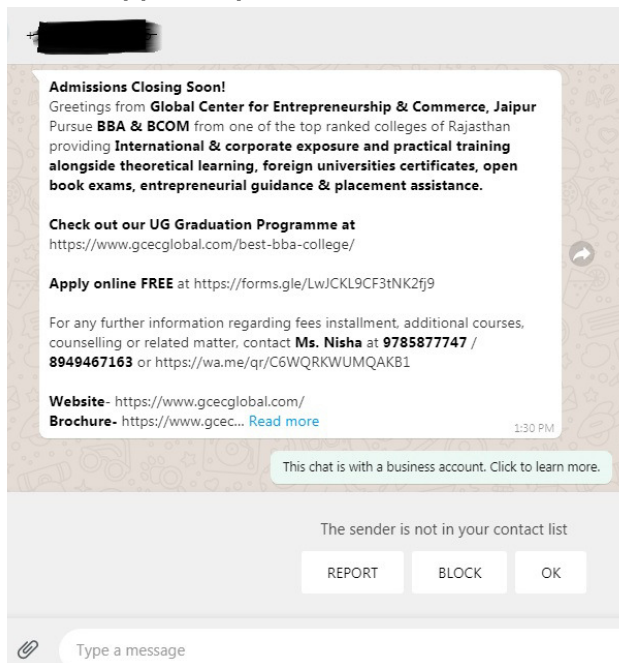 Admissions Closing Soon!
Greetings from Global Center for Entrepreneurship & Commerce, Jaipur
Pursue BBA & BCOM from one of the top ranked colleges of Rajasthan
providing International & corporate exposure and practical training
alongside theoretical learning, foreign universities certificates, open
book exams, entrepreneurial guidance & placement assistance.
Check out our UG Graduation Programme at
https://www.gcecglobal.com/best-bba-college/
Apply online FREE at https://forms.gle/LwJCKL9CF3tNK2fj9
For any further information regarding fees installment, additional courses,
counselling or related matter, contact Ms. Nisha at 9785877747 /
8949467163 or https://wa.me/qr/C6WQRKWUMQAKB1
Website- https://www.gcecglobal.com/
Brochure- https://www.gcec... Read more
1:30 PM
This chat is with a business account. Click to learn more.
The sender is not in your contact list
REPORT BLOCK OK
Type a message